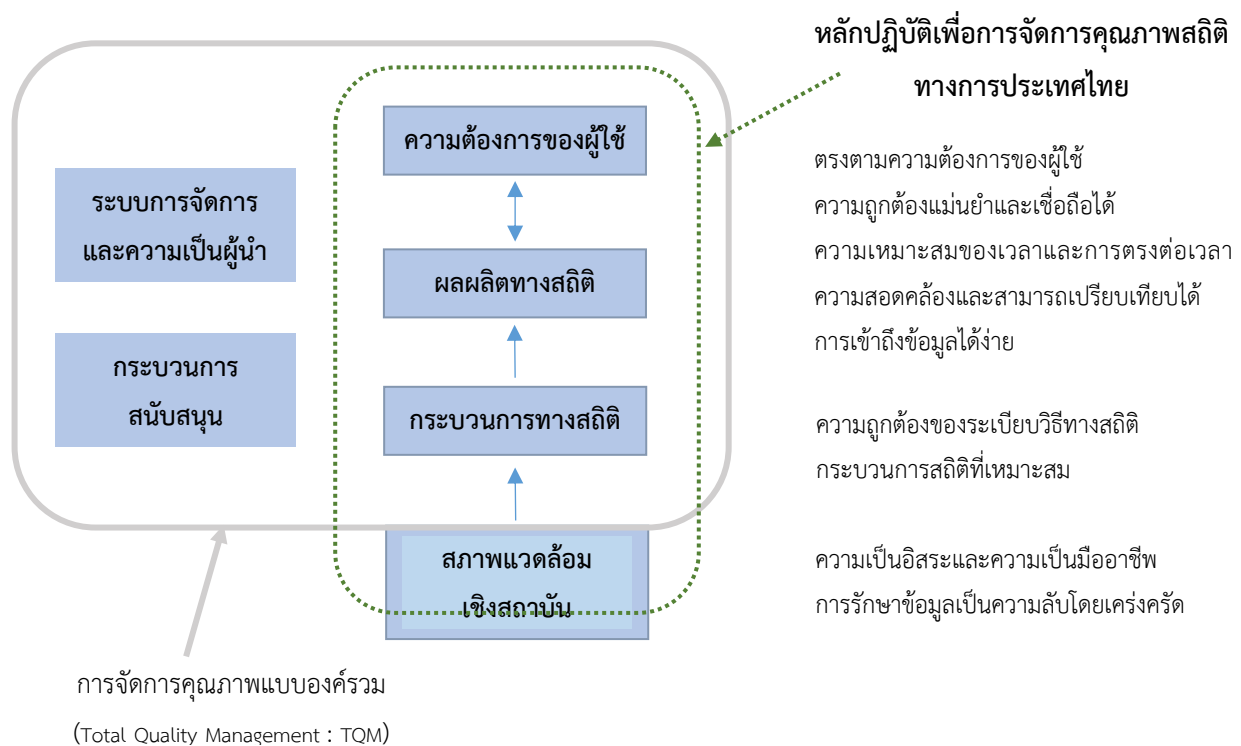 หลักปฏิบัติเพื่อการจัดการคุณภาพสถิติ
ทางการประเทศไทย
ความต้องการของผู้ใช้
ระบบการจัดการ
และความเป็นผู้นำ
ผลผลิตทางสถิติ
กระบวนการ
สนับสนุน
กระบวนการทางสถิติ
สภาพแวดล้อม
เชิงสถาบัน
ตรงตามความต้องการของผู้ใช้
ความถูกต้องแม่นยำและเชื่อถือได้
ความเหมาะสมของเวลาและการตรงต่อเวลา
ความสอดคล้องและสามารถเปรียบเทียบได้
การเข้าถึงข้อมูลได้ง่าย
ความถูกต้องของระเบียบวิธีทางสถิติ
กระบวนการสถิติที่เหมาะสม
ความเป็นอิสระและความเป็นมืออาชีพ
การรักษาข้อมูลเป็นความลับโดยเคร่งครัด
การจัดการคุณภาพแบบองค์รวม
(Total Quality Management : TQM)